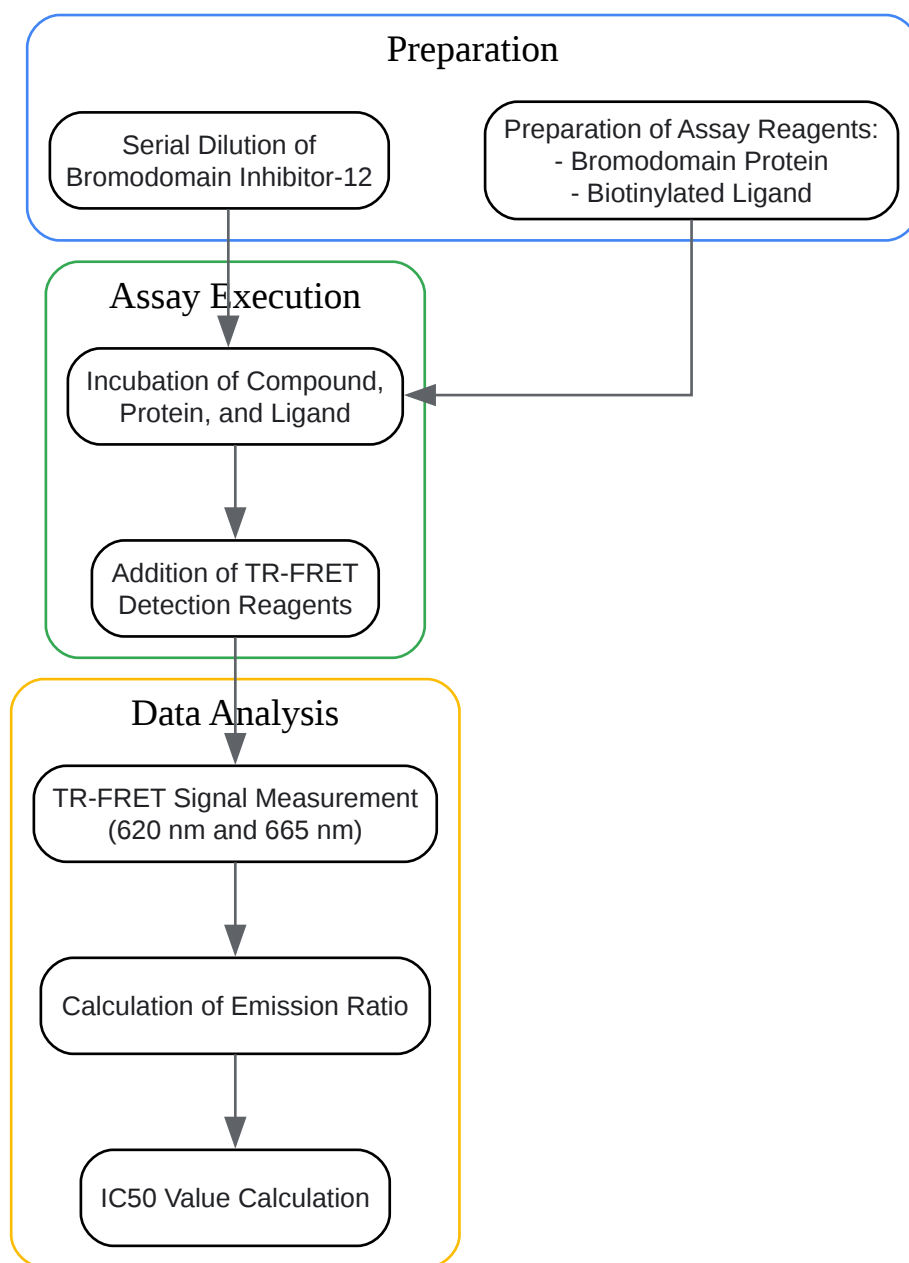 Preparation
Serial Dilution of
Bromodomain Inhibitor-12
Preparation of Assay Reagents:
- Bromodomain Protein
- Biotinylated Ligand
Assay Execution
Incubation of Compound,
Protein, and Ligand
Addition of TR-FRET
Detection Reagents
Data Analysis
TR-FRET Signal Measurement
(620 nm and 665 nm)
Calculation of Emission Ratio
IC50 Value Calculation